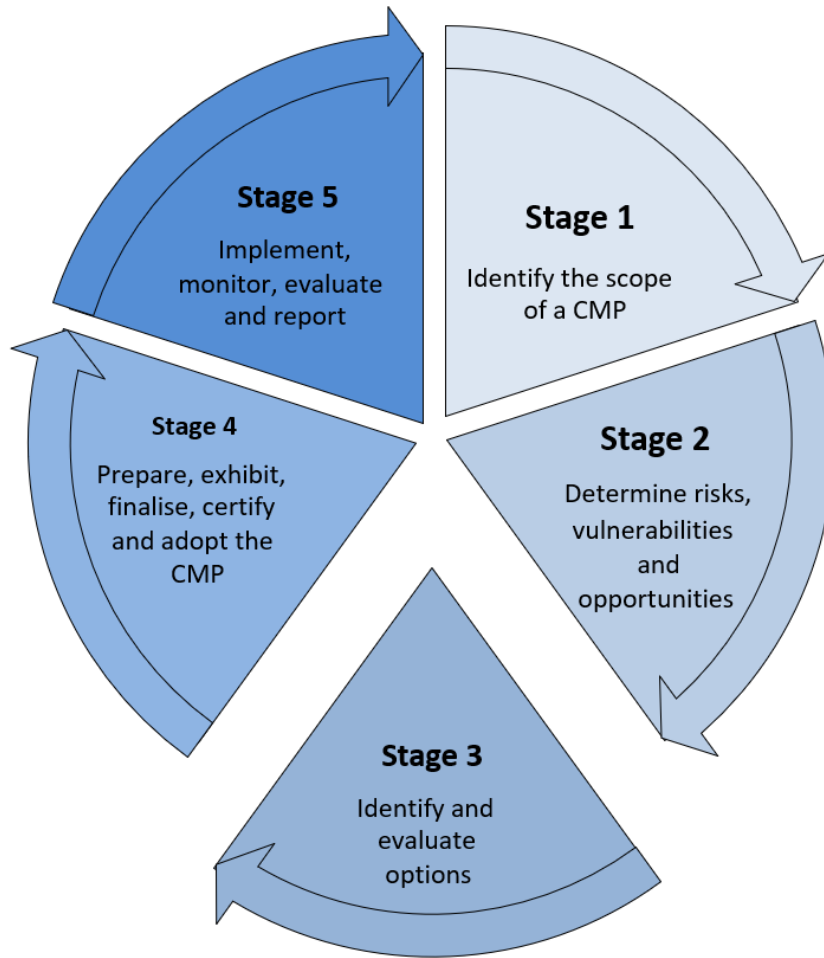 Stage 1
Identify the scope
of a CMP
Stage 2
Determine risks,
vulnerabilities
and
opportunities
Stage 3
Identify and
evaluate
options
Stage 4
Prepare, exhibit,
finalise, certify
and adopt the
CMP
Stage 5
Implement,
monitor, evaluate
and report